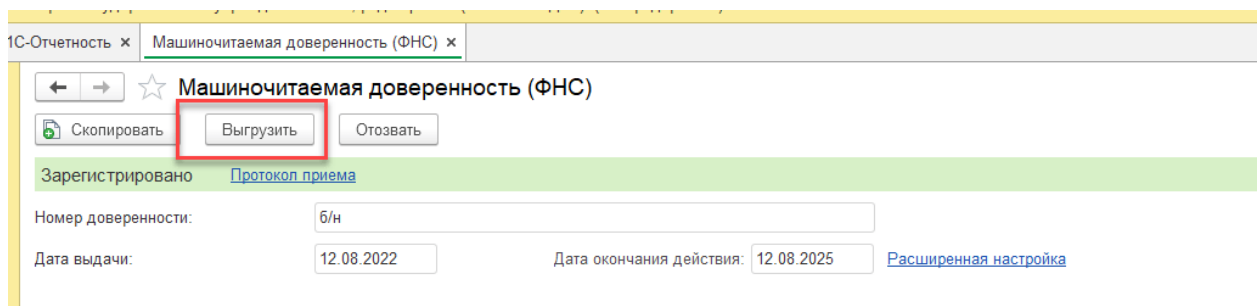 1С-Отчетность × Машиночитаемая доверенность (ФНС) ×
Машиночитаемая доверенность (ФНС)
Скопировать Выгрузить Отозвать
Зарегистрировано Протокол приема
Номер доверенности: б/н
Дата выдачи: 12.08.2022 Дата окончания действия: 12.08.2025 Расширенная настройка